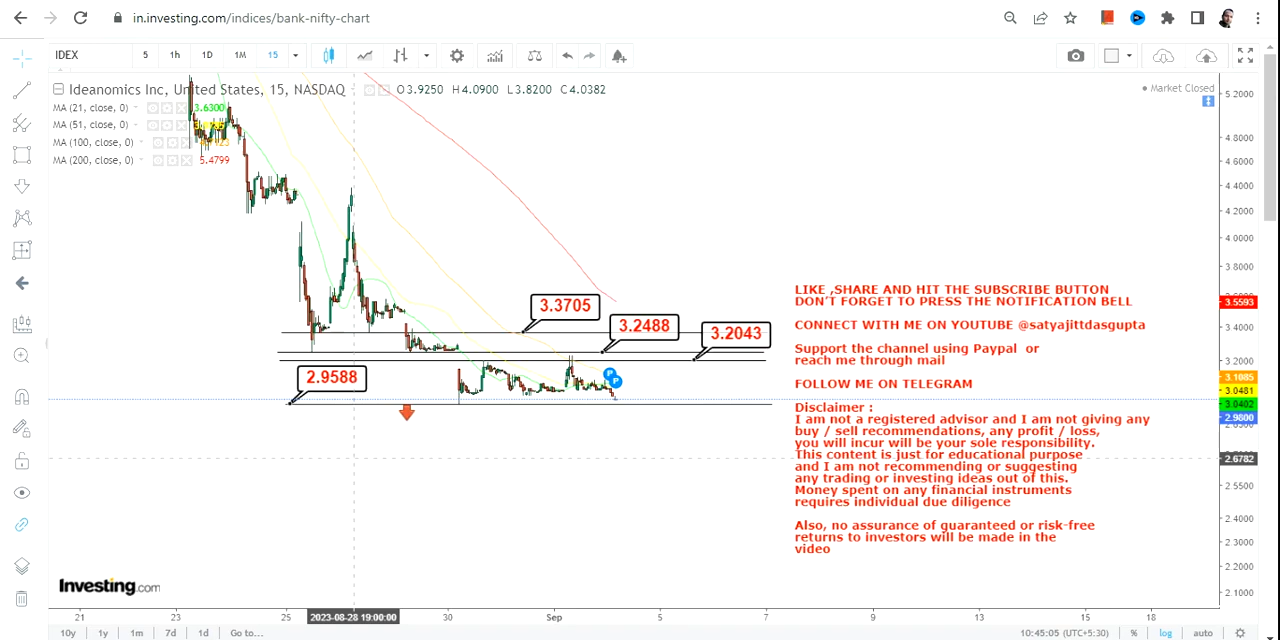 in.investing.com/indices/bank-nifty-chart
IDEX 5 1h 1D 1M 15
Ideanomics Inc, United States, 15, NASDAQ O3.9250 H4.0900 L3.8200 C4.0382
Market Closed
MA (21, close, 0) 3.6300
MA (51, close, 0)
MA (100, close, 0)
MA (200, close, 0) 5.4799
3.3705
3.2488
3.2043
2.9588
P
P
LIKE ,SHARE AND HIT THE SUBSCRIBE BUTTON
DON'T FORGET TO PRESS THE NOTIFICATION BELL
CONNECT WITH ME ON YOUTUBE @satyajittdasgupta
Support the channel using Paypal or
reach me through mail
FOLLOW ME ON TELEGRAM
Disclaimer :
I am not a registered advisor and I am not giving any
buy / sell recommendations, any profit / loss,
you will incur will be your sole responsibility.
This content is just for educational purpose
and I am not recommending or suggesting
any trading or investing ideas out of this.
Money spent on any financial instruments
requires individual due diligence
Also, no assurance of guaranteed or risk-free
returns to investors will be made in the
video
5.2000
4.8000
4.6000
4.4000
4.2000
4.0000
3.8000
3.5593
3.4000
3.2000
3.1085
3.0481
3.0402
2.9800
2.6782
2.5500
2.4000
2.3000
2.2000
2.1000
Investing.com
21 23 25 2023-08-28 19:00:00 30 Sep 5 7 9 13 15 18
10y 1y 1m 7d 1d Go to... 10:45:05 (UTC+5:30) % log auto